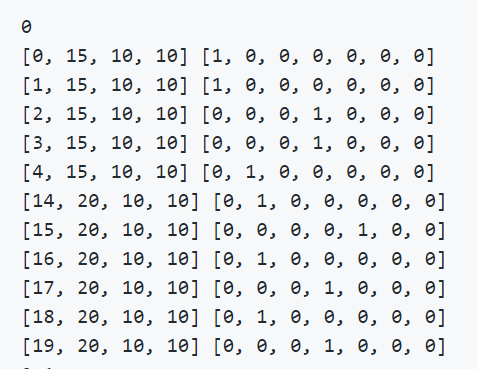 0
[0, 15, 10, 10] [1, 0, 0, 0, 0, 0, 0]
[1, 15, 10, 10] [1, 0, 0, 0, 0, 0, 0]
[2, 15, 10, 10] [0, 0, 0, 1, 0, 0, 0]
[3, 15, 10, 10] [0, 0, 0, 1, 0, 0, 0]
[4, 15, 10, 10] [0, 1, 0, 0, 0, 0, 0]
[14, 20, 10, 10] [0, 1, 0, 0, 0, 0, 0]
[15, 20, 10, 10] [0, 0, 0, 0, 1, 0, 0]
[16, 20, 10, 10] [0, 1, 0, 0, 0, 0, 0]
[17, 20, 10, 10] [0, 0, 0, 1, 0, 0, 0]
[18, 20, 10, 10] [0, 1, 0, 0, 0, 0, 0]
[19, 20, 10, 10] [0, 0, 0, 1, 0, 0, 0]